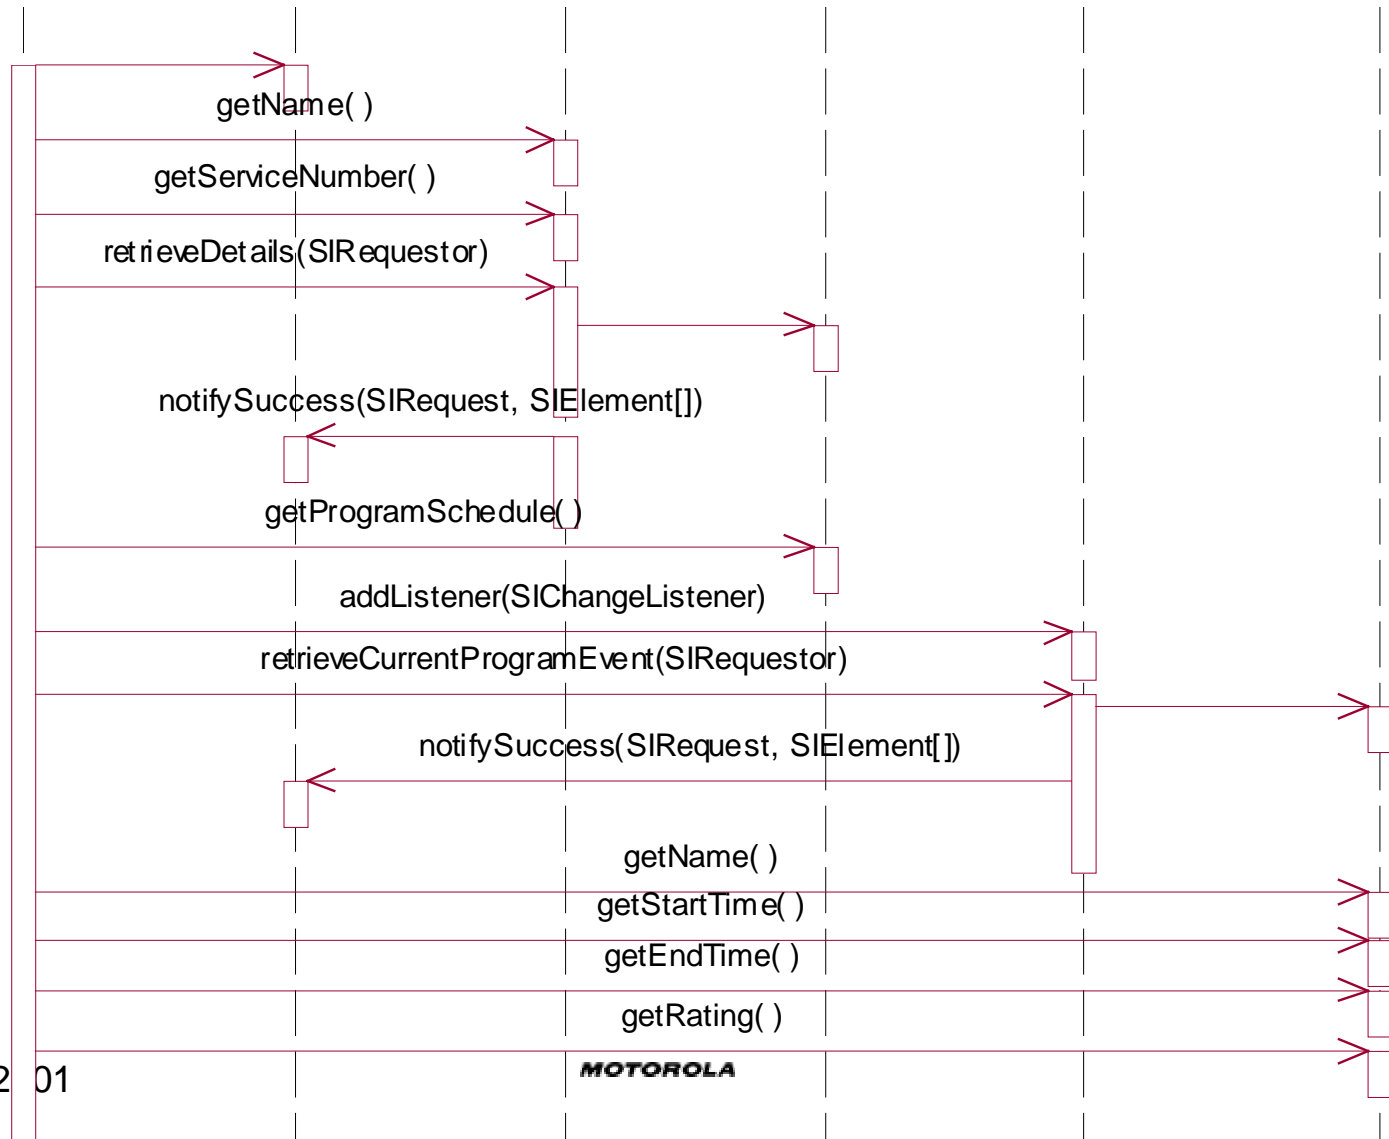 getName( )
getServiceNumber( )
retrieveDetails(SIRequestor)
notifySuccess(SIRequest, SIElement[])
getProgramSchedule( )
addListener(SIChangeListener)
retrieveCurrentProgramEvent(SIRequestor)
notifySuccess(SIRequest, SIElement[])
getName( )
getStartTime( )
getEndTime( )
getRating( )
MOTOROLA